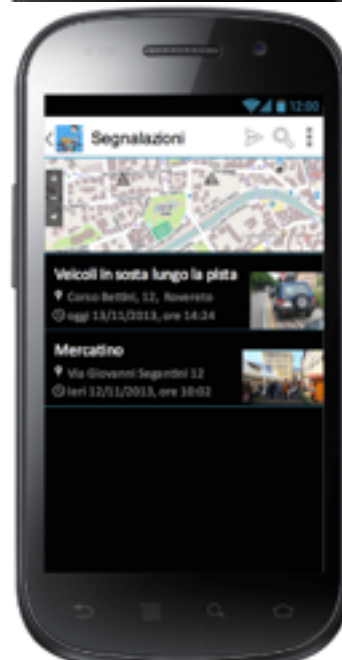 12:00
Segnalazioni
Veicoli in sosta lungo la pista
Corso Bettini, 12, Rovereto
oggi 13/11/2013, ore 14:24
Mercatino
Via Giovanni Segantini 12
Ieri 12/11/2013, ore 10:02